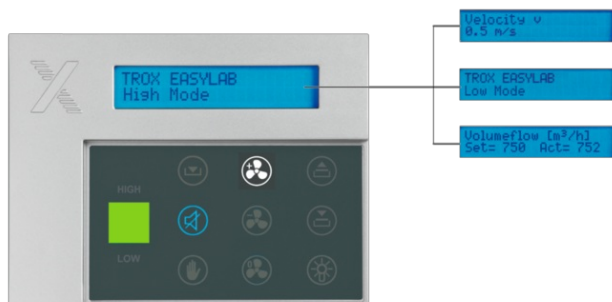 TROX EASYLAB
High Mode
HIGH
LOW
Velocity v
0.5 m/s
TROX EASYLAB
Low Mode
Volumeflow [m³/h]
Set= 750 Act= 752